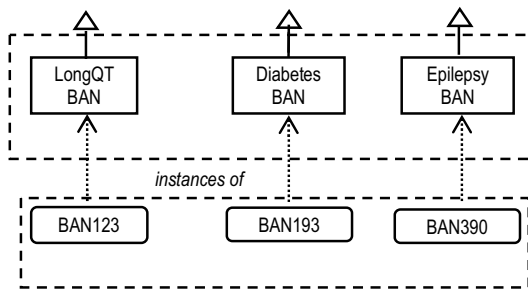 LongQT
BAN
Diabetes
BAN
Epilepsy
BAN
instances of
BAN123
BAN193
BAN390